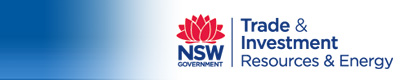 NSW
GOVERNMENT
Trade &
Investment
Resources & Energy